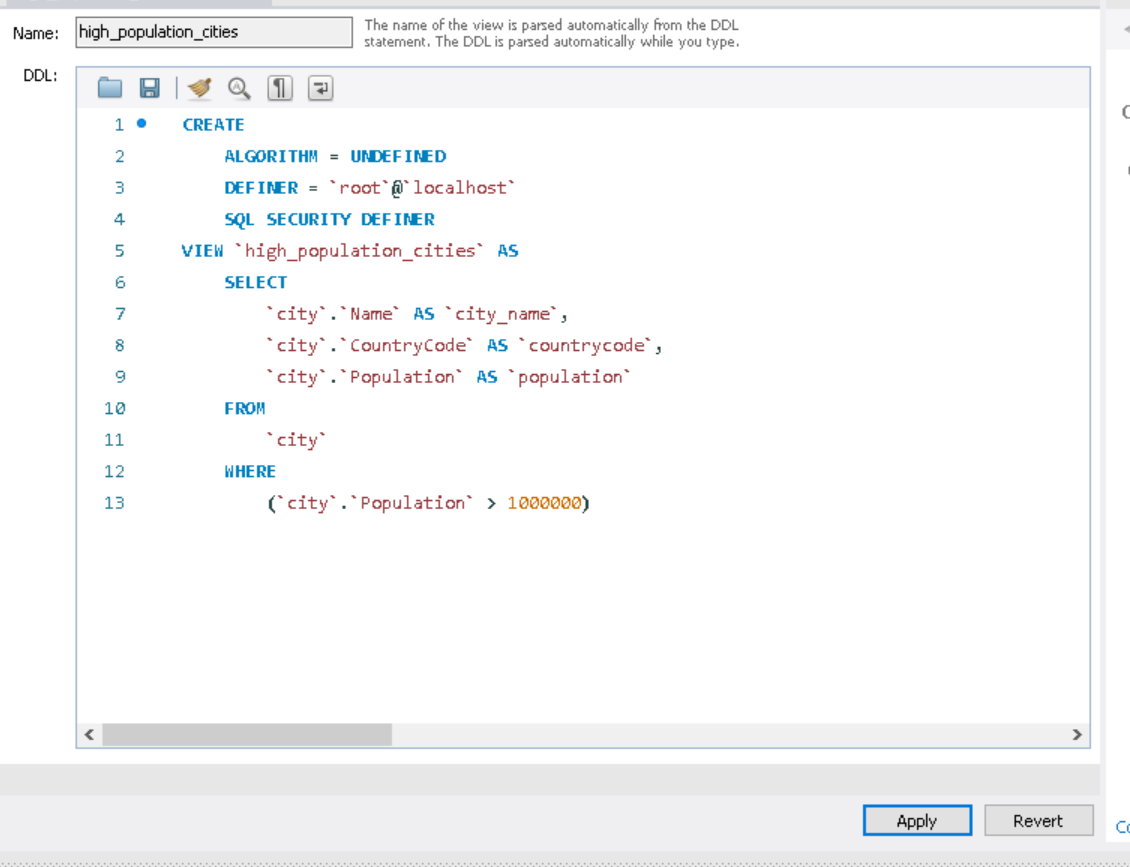 Name:
high_population_cities
The name of the view is parsed automatically from the DDL
statement. The DDL is parsed automatically while you type.
DDL:
1 CREATE
2 ALGORITHM = UNDEFINED
3 DEFINER = `root`@`localhost`
4 SQL SECURITY DEFINER
5 VIEW `high_population_cities` AS
6 SELECT
7 `city`.`Name` AS `city_name`,
8 `city`.`CountryCode` AS `countrycode`,
9 `city`.`Population` AS `population`
10 FROM
11 `city`
12 WHERE
13 (`city`.`Population` > 1000000)
Apply
Revert